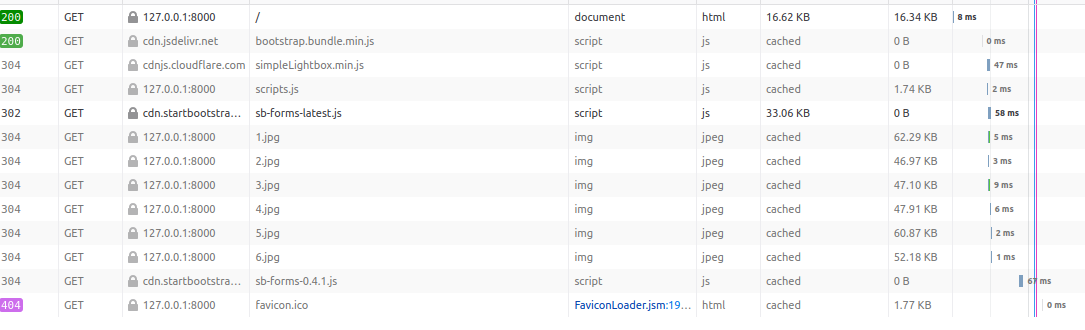 200 GET 127.0.0.1:8000 / document html 16.62 KB 16.34 KB 8 ms
200 GET cdn.jsdelivr.net bootstrap.bundle.min.js script js cached 0 B 0 ms
304 GET cdnjs.cloudflare.com simpleLightbox.min.js script js cached 0 B 47 ms
304 GET 127.0.0.1:8000 scripts.js script js cached 1.74 KB 2 ms
302 GET cdn.startbootstra... sb-forms-latest.js script js 33.06 KB 0 B 58 ms
304 GET 127.0.0.1:8000 1.jpg img jpeg cached 62.29 KB 5 ms
304 GET 127.0.0.1:8000 2.jpg img jpeg cached 46.97 KB 3 ms
304 GET 127.0.0.1:8000 3.jpg img jpeg cached 47.10 KB 9 ms
304 GET 127.0.0.1:8000 4.jpg img jpeg cached 47.91 KB 6 ms
304 GET 127.0.0.1:8000 5.jpg img jpeg cached 60.87 KB 2 ms
304 GET 127.0.0.1:8000 6.jpg img jpeg cached 52.18 KB 1 ms
304 GET cdn.startbootstra... sb-forms-0.4.1.js script js cached 0 B 67 ms
404 GET 127.0.0.1:8000 favicon.ico FaviconLoader.jsm:19... html cached 1.77 KB 0 ms